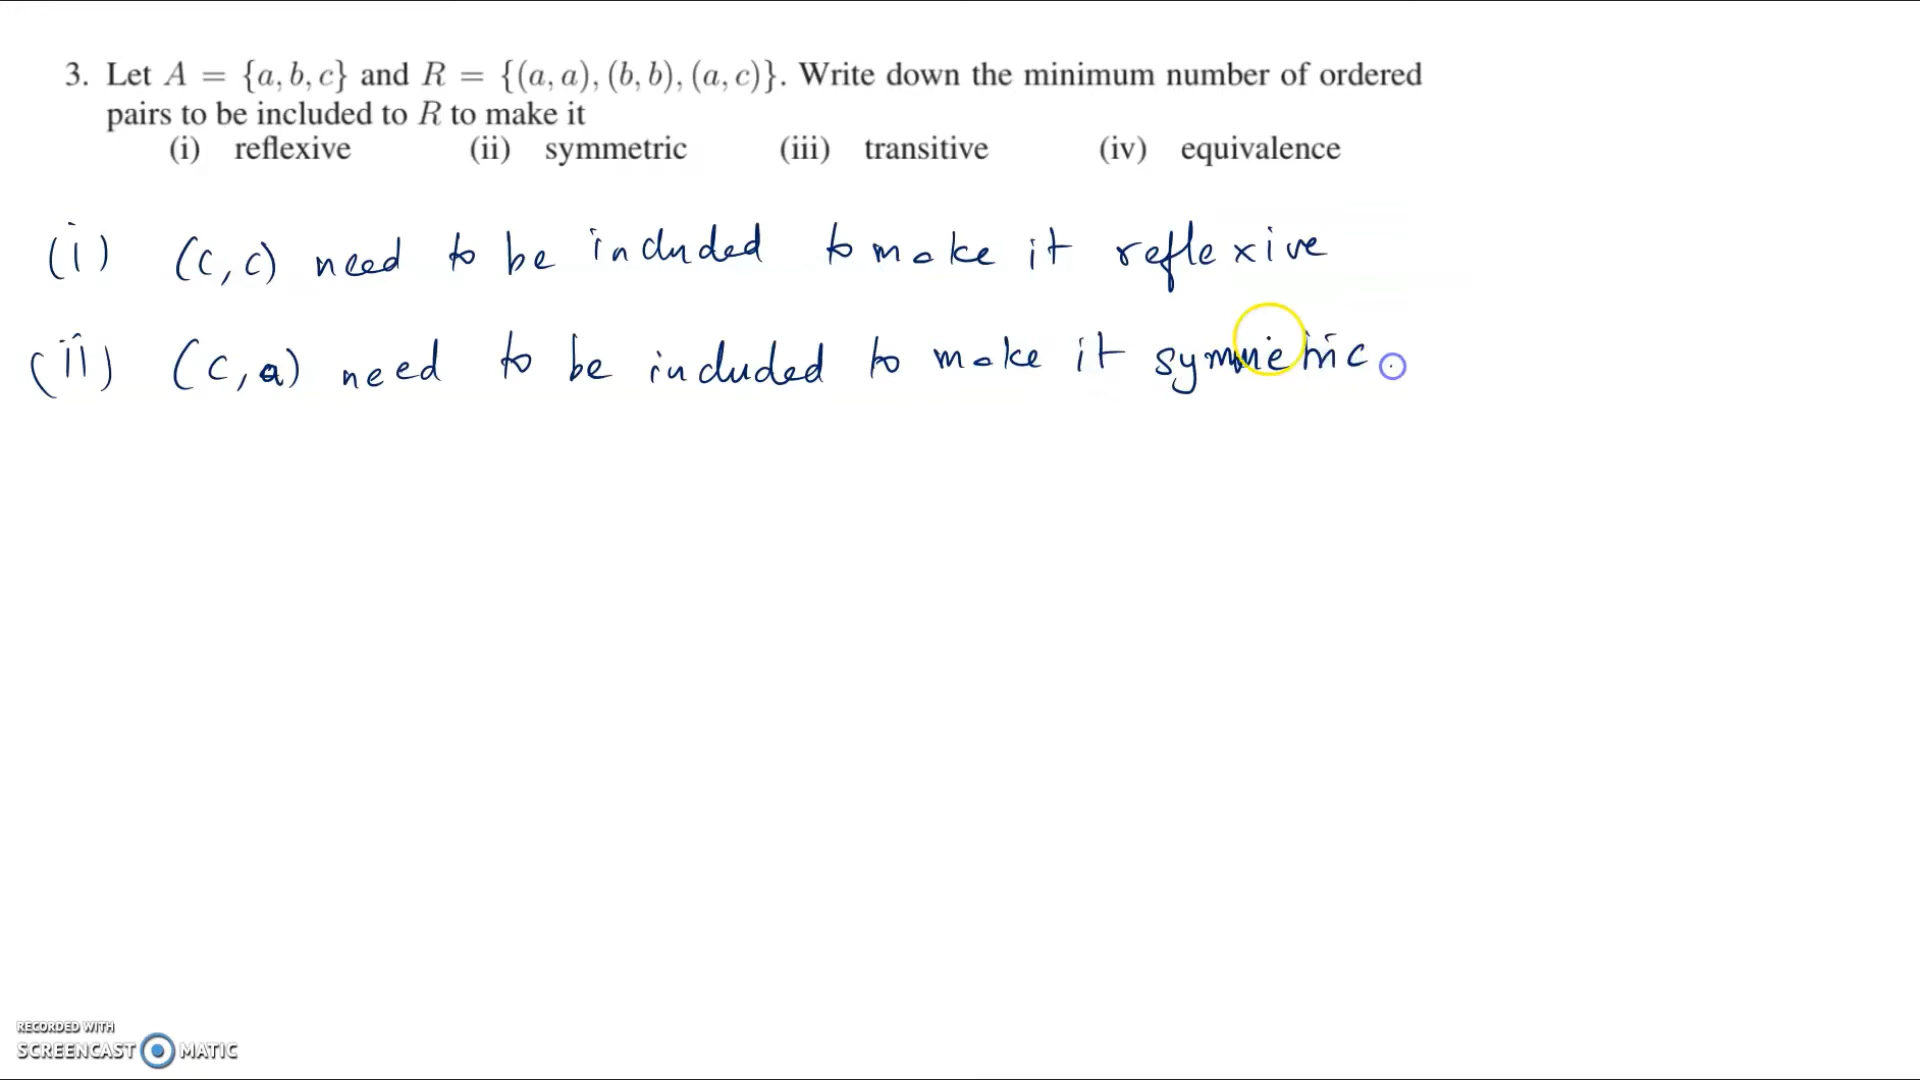 3. Let A = {a, b, c} and R = {(a, a), (b, b), (a, c)}. Write down the minimum number of ordered
pairs to be included to R to make it
(i) reflexive (ii) symmetric (iii) transitive (iv) equivalence
(i) (c, c) need to be included to make it reflexive
(ii) (c, a) need to be included to make it symmetric.
RECORDED WITH
SCREENCAST MATIC